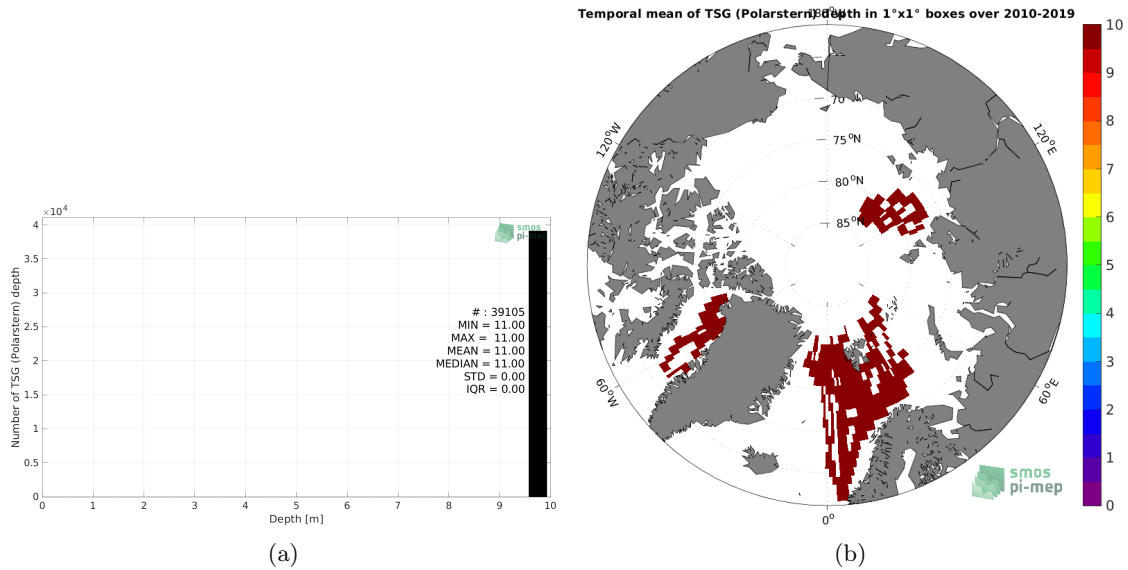 ×10⁴
4
3.5
3
2.5
2
1.5
1
0.5
0
Number of TSG (Polarstern) depth
smos
pi-mep
# : 39105
MIN = 11.00
MAX = 11.00
MEAN = 11.00
MEDIAN = 11.00
STD = 0.00
IQR = 0.00
0 1 2 3 4 5 6 7 8 9 10
Depth [m]
(a)
Temporal mean of TSG (Polarstern) depth in 1°x1° boxes over 2010-2019
180°W
120°W
120°E
70
75°N
80°N
85°N
60°W
60°E
0°
smos
pi-mep
10
9
8
7
6
5
4
3
2
1
0
(b)